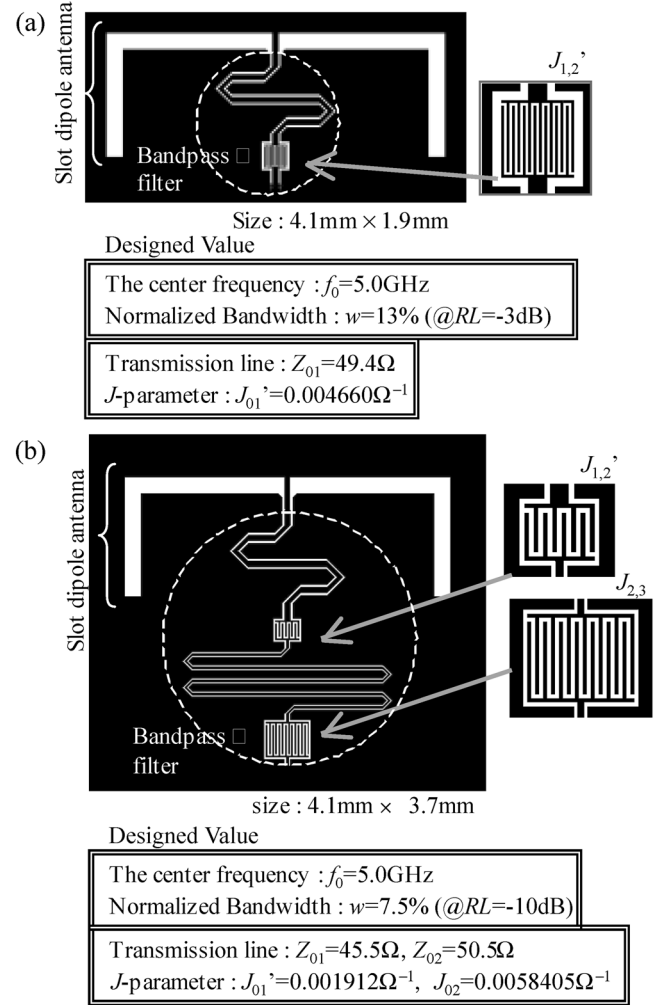 (a)
Slot dipole antenna
J1,2’
Bandpass □
filter
Size : 4.1mm × 1.9mm
Designed Value
The center frequency : f0=5.0GHz
Normalized Bandwidth : w=13% (@RL=-3dB)
Transmission line : Z01=49.4Ω
J-parameter : J01’=0.004660Ω−1
(b)
Slot dipole antenna
J1,2’
J2,3
Bandpass □
filter
size : 4.1mm × 3.7mm
Designed Value
The center frequency : f0=5.0GHz
Normalized Bandwidth : w=7.5% (@RL=-10dB)
Transmission line : Z01=45.5Ω, Z02=50.5Ω
J-parameter : J01’=0.001912Ω−1, J02=0.0058405Ω−1